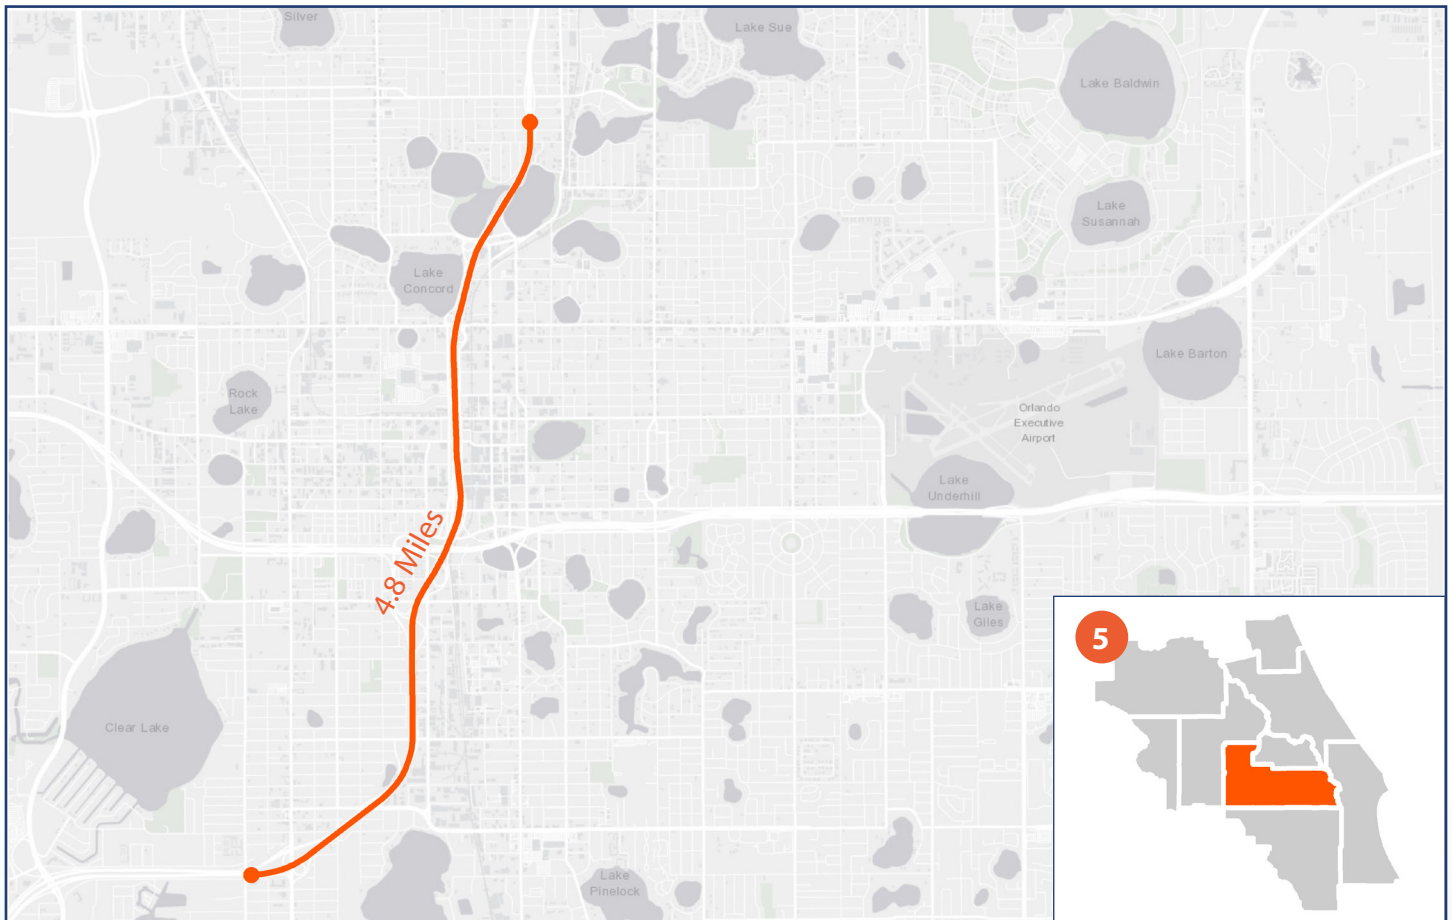 Silver
Lake Sue
Lake Baldwin
Lake
Susannah
Lake
Concord
Lake Barton
Rock
Lake
Orlando
Executive
Airport
Lake
Underhill
4.8 Miles
Lake
Giles
5
Clear Lake
Lake
Pinelock